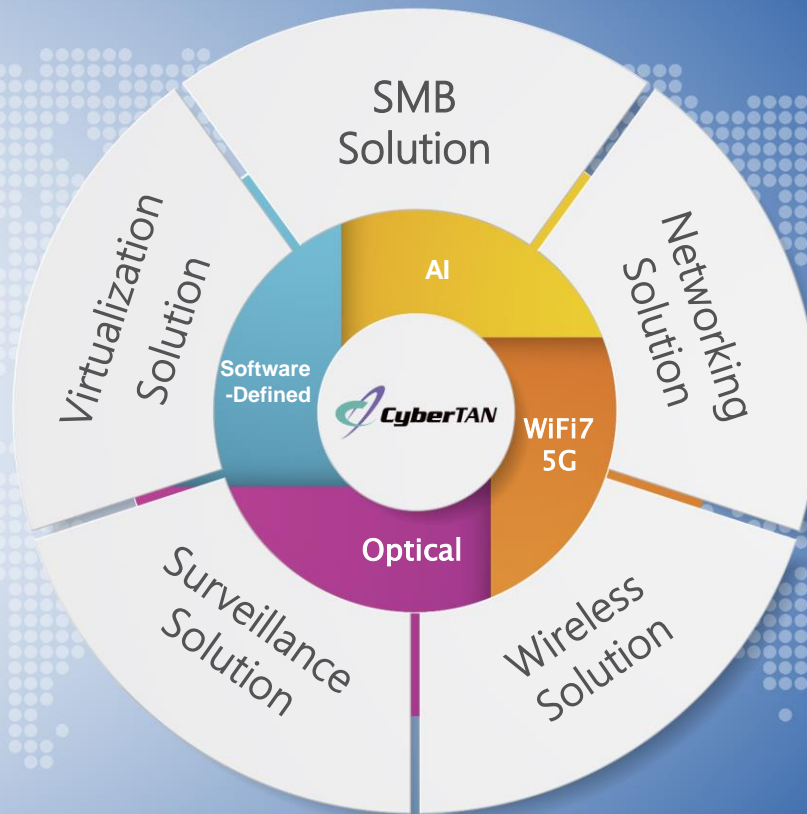 SMB
Solution
Networking
Solution
Wireless
Solution
Surveillance
Solution
Virtualization
Solution
AI
WiFi7
5G
Optical
Software
-Defined
CyberTAN